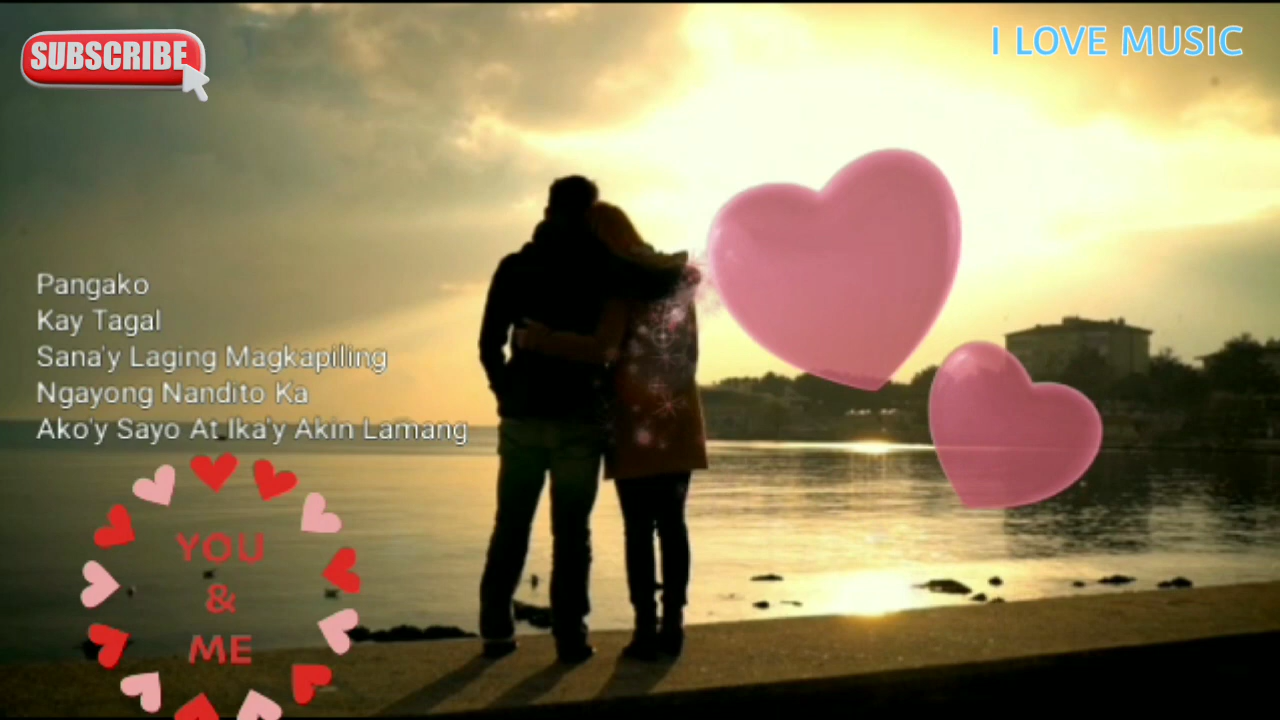 SUBSCRIBE
I LOVE MUSIC
Pangako
Kay Tagal
Sana'y Laging Magkapiling
Ngayong Nandito Ka
Ako'y Sayo At Ika'y Akin Lamang
YOU
&
ME